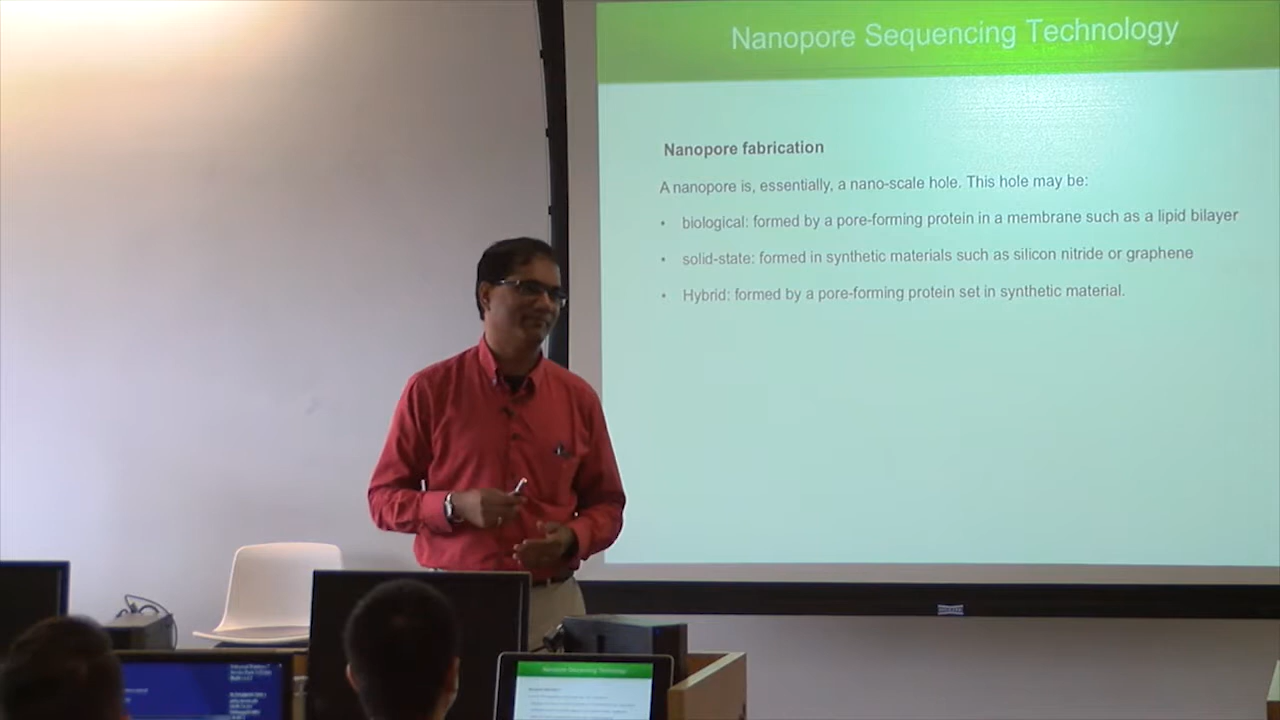 Nanopore Sequencing Technology
Nanopore fabrication
A nanopore is, essentially, a nano-scale hole. This hole may be:
• biological: formed by a pore-forming protein in a membrane such as a lipid bilayer
• solid-state: formed in synthetic materials such as silicon nitride or graphene
• Hybrid: formed by a pore-forming protein set in synthetic material.
Nanopore Sequencing Technology